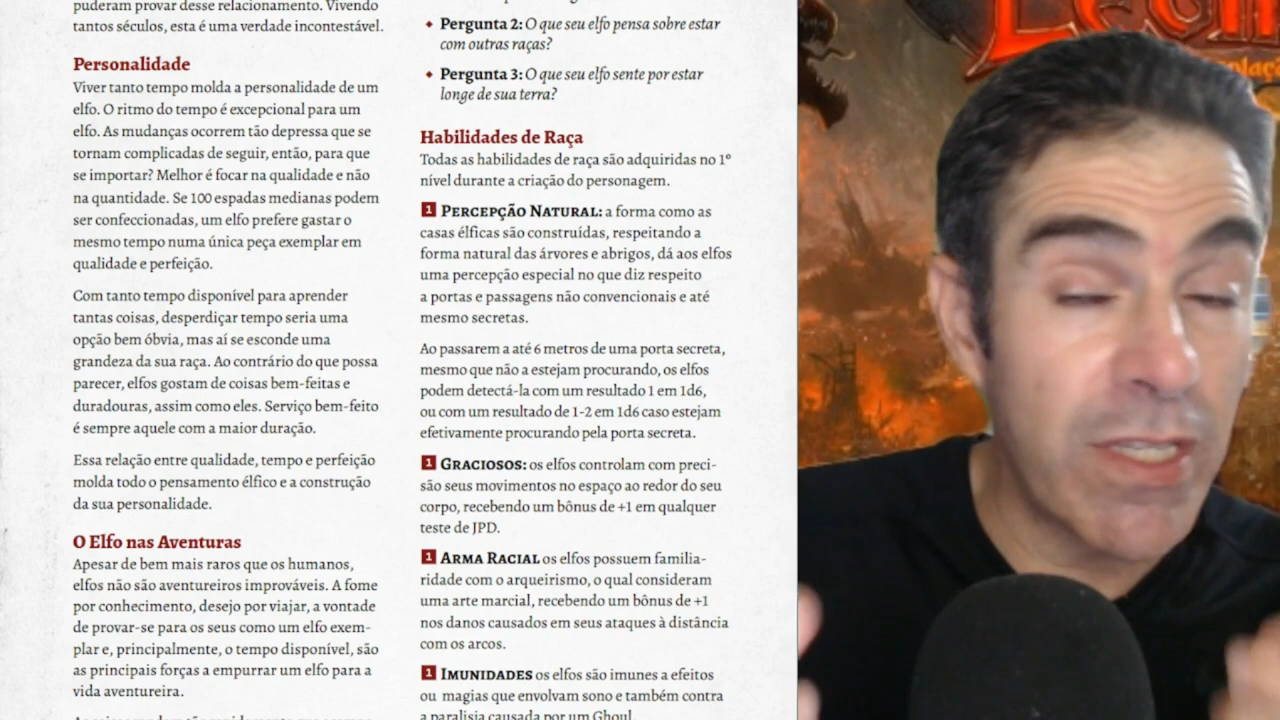 puderam provar desse relacionamento. Vivendo
tantos séculos, esta é uma verdade incontestável.
Personalidade
Viver tanto tempo molda a personalidade de um
elfo. O ritmo do tempo é excepcional para um
elfo. As mudanças ocorrem tão depressa que se
tornam complicadas de seguir, então, para que
se importar? Melhor é focar na qualidade e não
na quantidade. Se 100 espadas medianas podem
ser confeccionadas, um elfo prefere gastar o
mesmo tempo numa única peça exemplar em
qualidade e perfeição.
Com tanto tempo disponível para aprender
tantas coisas, desperdiçar tempo seria uma
opção bem óbvia, mas aí se esconde uma
grandeza da sua raça. Ao contrário do que possa
parecer, elfos gostam de coisas bem-feitas e
duradouras, assim como eles. Serviço bem-feito
é sempre aquele com a maior duração.
Essa relação entre qualidade, tempo e perfeição
molda todo o pensamento élfico e a construção
da sua personalidade.
O Elfo nas Aventuras
Apesar de bem mais raros que os humanos,
elfos não são aventureiros improváveis. A fome
por conhecimento, desejo por viajar, a vontade
de provar-se para os seus como um elfo exem-
plar e, principalmente, o tempo disponível, são
as principais forças a empurrar um elfo para a
vida aventureira.
Pergunta 2: O que seu elfo pensa sobre estar
com outras raças?
Pergunta 3: O que seu elfo sente por estar
longe de sua terra?
Habilidades de Raça
Todas as habilidades de raça são adquiridas no 1º
nível durante a criação do personagem.
1 Percepção Natural: a forma como as
casas élficas são construídas, respeitando a
forma natural das árvores e abrigos, dá aos elfos
uma percepção especial no que diz respeito
a portas e passagens não convencionais e até
mesmo secretas.
Ao passarem a até 6 metros de uma porta secreta,
mesmo que não a estejam procurando, os elfos
podem detectá-la com um resultado 1 em 1d6,
ou com um resultado de 1-2 em 1d6 caso estejam
efetivamente procurando pela porta secreta.
1 Graciosos: os elfos controlam com preci-
são seus movimentos no espaço ao redor do seu
corpo, recebendo um bônus de +1 em qualquer
teste de JPD.
1 Arma Racial os elfos possuem familia-
ridade com o arqueirismo, o qual consideram
uma arte marcial, recebendo um bônus de +1
nos danos causados em seus ataques à distância
com os arcos.
1 Imunidades os elfos são imunes a efeitos
ou magias que envolvam sono e também contra
a paralisia causada por um Ghoul.